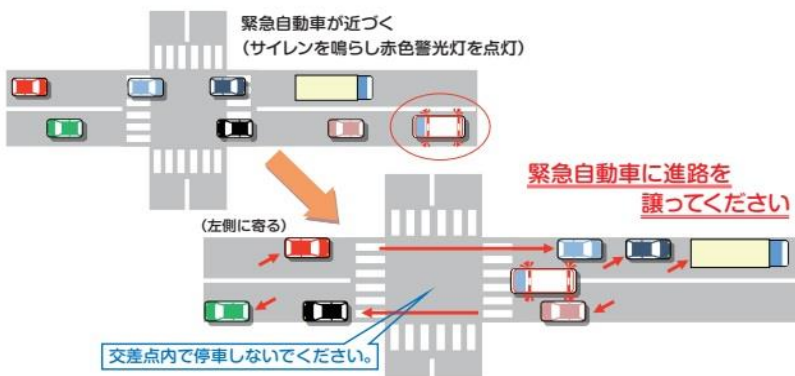 緊急自動車が近づく
(サイレンを鳴らし赤色警光灯を点灯)
緊急自動車に進路を
譲ってください
(左側に寄る)
交差点内で停車しないでください。